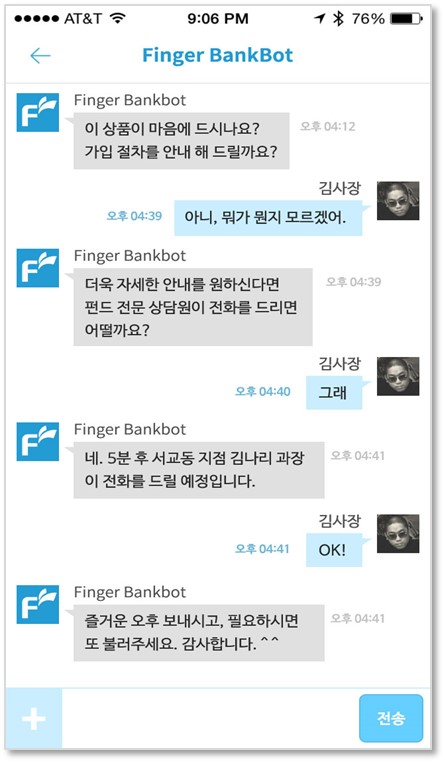 AT&T 9:06 PM 76%
Finger BankBot
Finger Bankbot
이 상품이 마음에 드시나요?
가입 절차를 안내 해 드릴까요?
오후 04:12
김사장
오후 04:39
아니, 뭐가 뭔지 모르겠어.
Finger Bankbot
더욱 자세한 안내를 원하신다면
펀드 전문 상담원이 전화를 드리면
어떨까요?
오후 04:39
김사장
오후 04:40
그래
Finger Bankbot
네. 5분 후 서교동 지점 김나리 과장
이 전화를 드릴 예정입니다.
오후 04:41
김사장
오후 04:41
OK!
Finger Bankbot
즐거운 오후 보내시고, 필요하시면
또 불러주세요. 감사합니다. ^^
오후 04:41
전송